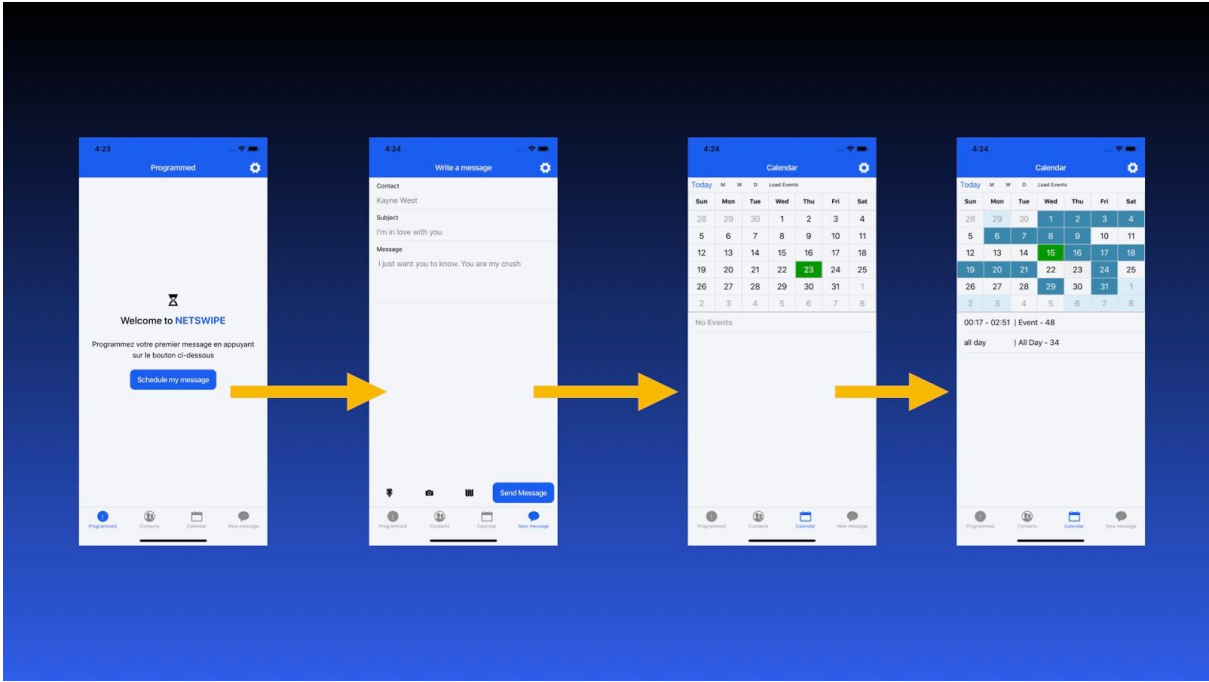 4:23
Programmed
Welcome to NETSWIPE
Programmez votre premier message en appuyant
sur le bouton ci-dessous
Schedule my message
Programmed Contacts Calendar New message
4:24
Write a message
Contact
Kayne West
Subject
I'm in love with you
Message
I just want you to know. You are my crush
Send Message
Programmed Contacts Calendar New message
4:24
Calendar
Today M W D Load Events
Sun Mon Tue Wed Thu Fri Sat
28 29 30 1 2 3 4
5 6 7 8 9 10 11
12 13 14 15 16 17 18
19 20 21 22 23 24 25
26 27 28 29 30 31 1
2 3 4 5 6 7 8
No Events
Programmed Contacts Calendar New message
4:24
Calendar
Today M W D Load Events
Sun Mon Tue Wed Thu Fri Sat
28 29 30 1 2 3 4
5 6 7 8 9 10 11
12 13 14 15 16 17 18
19 20 21 22 23 24 25
26 27 28 29 30 31 1
2 3 4 5 6 7 8
00:17 - 02:51 | Event - 48
all day | All Day - 34
Programmed Contacts Calendar New message